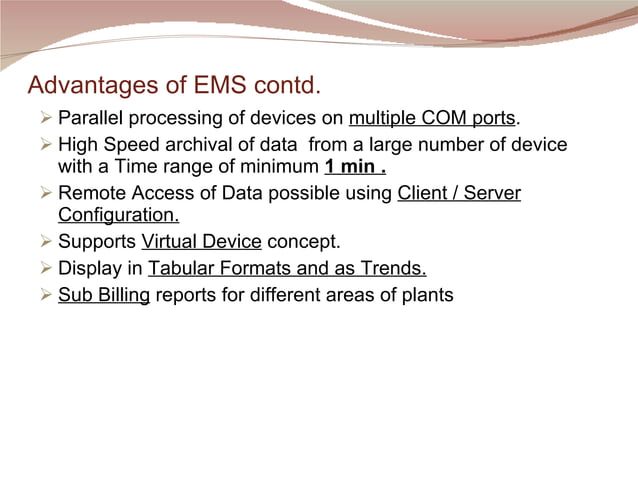 Advantages of EMS contd.
➢ Parallel processing of devices on multiple COM ports.
➢ High Speed archival of data  from a large number of device
with a Time range of minimum 1 min .
➢ Remote Access of Data possible using Client / Server
Configuration.
➢ Supports Virtual Device concept.
➢ Display in Tabular Formats and as Trends.
➢ Sub Billing reports for different areas of plants